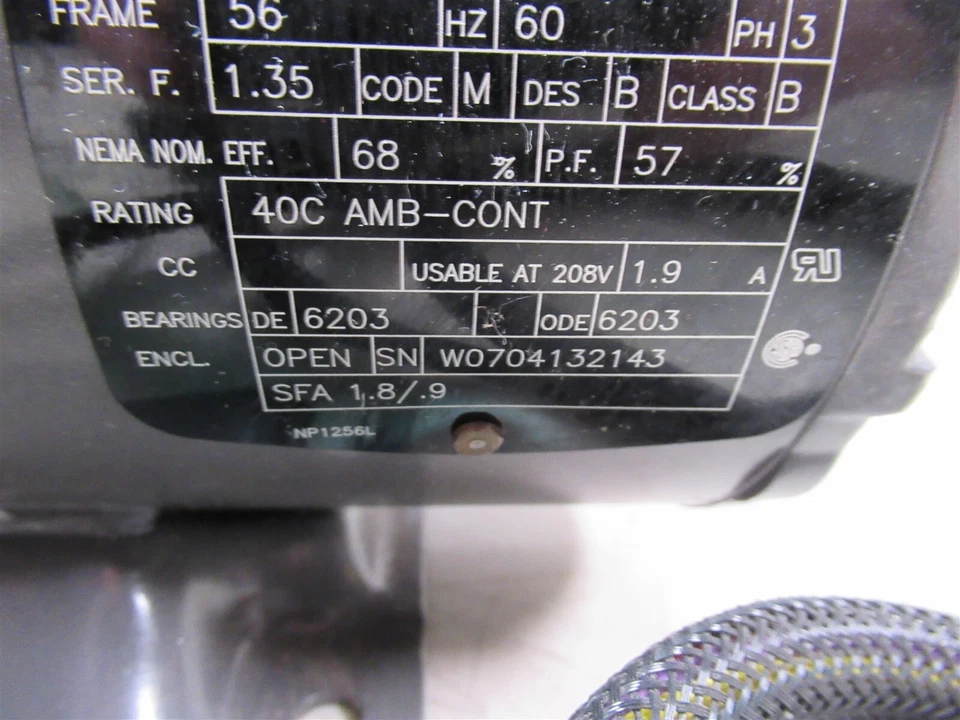 FRAME 56 HZ 60 PH 3
SER. F. 1.35 CODE M DES B CLASS B
NEMA NOM. EFF. 68 % P.F. 57 %
RATING 40C AMB-CONT
CC USABLE AT 208V 1.9 A
BEARINGS DE 6203 ODE 6203
ENCL. OPEN SN W0704132143
SFA 1.8/.9
NP1256L